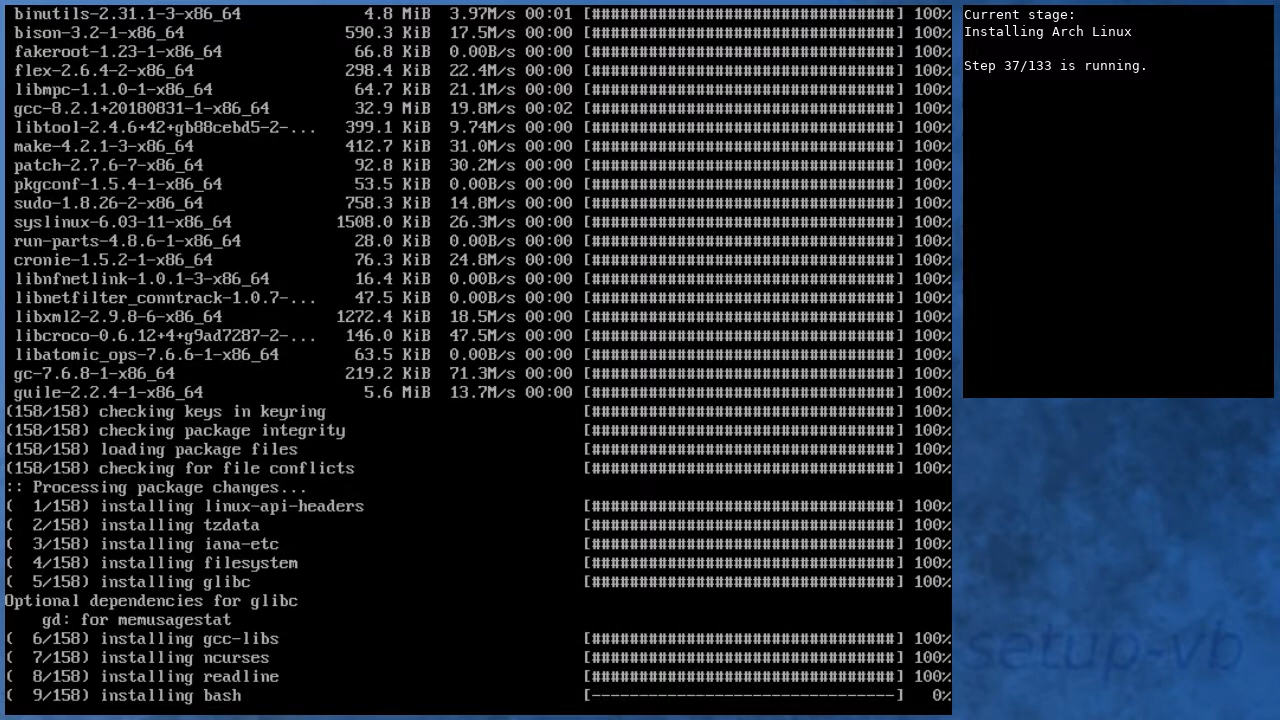 binutils-2.31.1-3-x86_64 4.8 MiB 3.97M/s 00:01 [################################] 100%
bison-3.2-1-x86_64 590.3 KiB 17.5M/s 00:00 [################################] 100%
fakeroot-1.23-1-x86_64 66.8 KiB 0.00B/s 00:00 [################################] 100%
flex-2.6.4-2-x86_64 298.4 KiB 22.4M/s 00:00 [################################] 100%
libmpc-1.1.0-1-x86_64 64.7 KiB 21.1M/s 00:00 [################################] 100%
gcc-8.2.1+20180831-1-x86_64 32.9 MiB 19.8M/s 00:02 [################################] 100%
libtool-2.4.6+42+gb88cebd5-2-... 399.1 KiB 9.74M/s 00:00 [################################] 100%
make-4.2.1-3-x86_64 412.7 KiB 31.0M/s 00:00 [################################] 100%
patch-2.7.6-7-x86_64 92.8 KiB 30.2M/s 00:00 [################################] 100%
pkgconf-1.5.4-1-x86_64 53.5 KiB 0.00B/s 00:00 [################################] 100%
sudo-1.8.26-2-x86_64 758.3 KiB 14.8M/s 00:00 [################################] 100%
syslinux-6.03-11-x86_64 1508.0 KiB 26.3M/s 00:00 [################################] 100%
run-parts-4.8.6-1-x86_64 28.0 KiB 0.00B/s 00:00 [################################] 100%
cronie-1.5.2-1-x86_64 76.3 KiB 24.8M/s 00:00 [################################] 100%
libnfnetlink-1.0.1-3-x86_64 16.4 KiB 0.00B/s 00:00 [################################] 100%
libnetfilter_conntrack-1.0.7-... 47.5 KiB 0.00B/s 00:00 [################################] 100%
libxml2-2.9.8-6-x86_64 1272.4 KiB 18.5M/s 00:00 [################################] 100%
libcroco-0.6.12+4+g9ad7287-2-... 146.0 KiB 47.5M/s 00:00 [################################] 100%
libatomic_ops-7.6.6-1-x86_64 63.5 KiB 0.00B/s 00:00 [################################] 100%
gc-7.6.8-1-x86_64 219.2 KiB 71.3M/s 00:00 [################################] 100%
guile-2.2.4-1-x86_64 5.6 MiB 13.7M/s 00:00 [################################] 100%
(158/158) checking keys in keyring [################################] 100%
(158/158) checking package integrity [################################] 100%
(158/158) loading package files [################################] 100%
(158/158) checking for file conflicts [################################] 100%
:: Processing package changes...
(  1/158) installing linux-api-headers [################################] 100%
(  2/158) installing tzdata [################################] 100%
(  3/158) installing iana-etc [################################] 100%
(  4/158) installing filesystem [################################] 100%
(  5/158) installing glibc [################################] 100%
Optional dependencies for glibc
gd: for memusagestat
(  6/158) installing gcc-libs [################################] 100%
(  7/158) installing ncurses [################################] 100%
(  8/158) installing readline [################################] 100%
(  9/158) installing bash [--------------------------------] 0%
Current stage:
Installing Arch Linux
Step 37/133 is running.
setup-vb